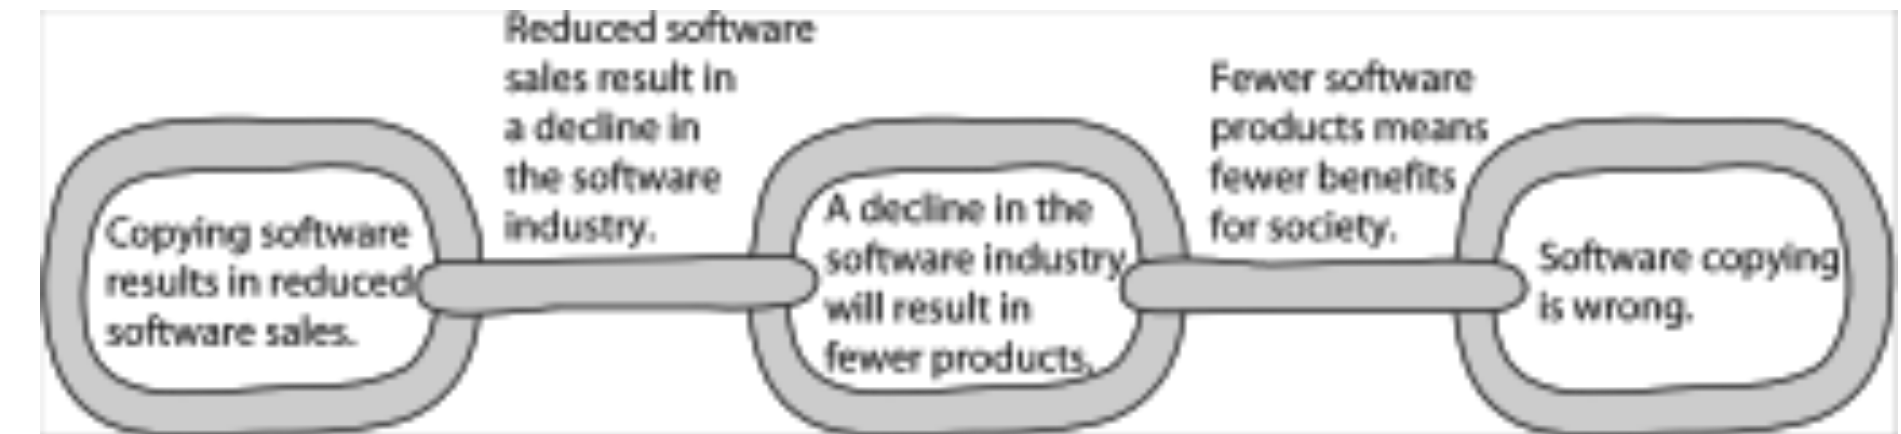 Copying software
results in reduced
software sales.
Reduced software
sales result in
a decline in
the software
industry.
A decline in the
software industry
will result in
fewer products.
Fewer software
products means
fewer benefits
for society.
Software copying
is wrong.